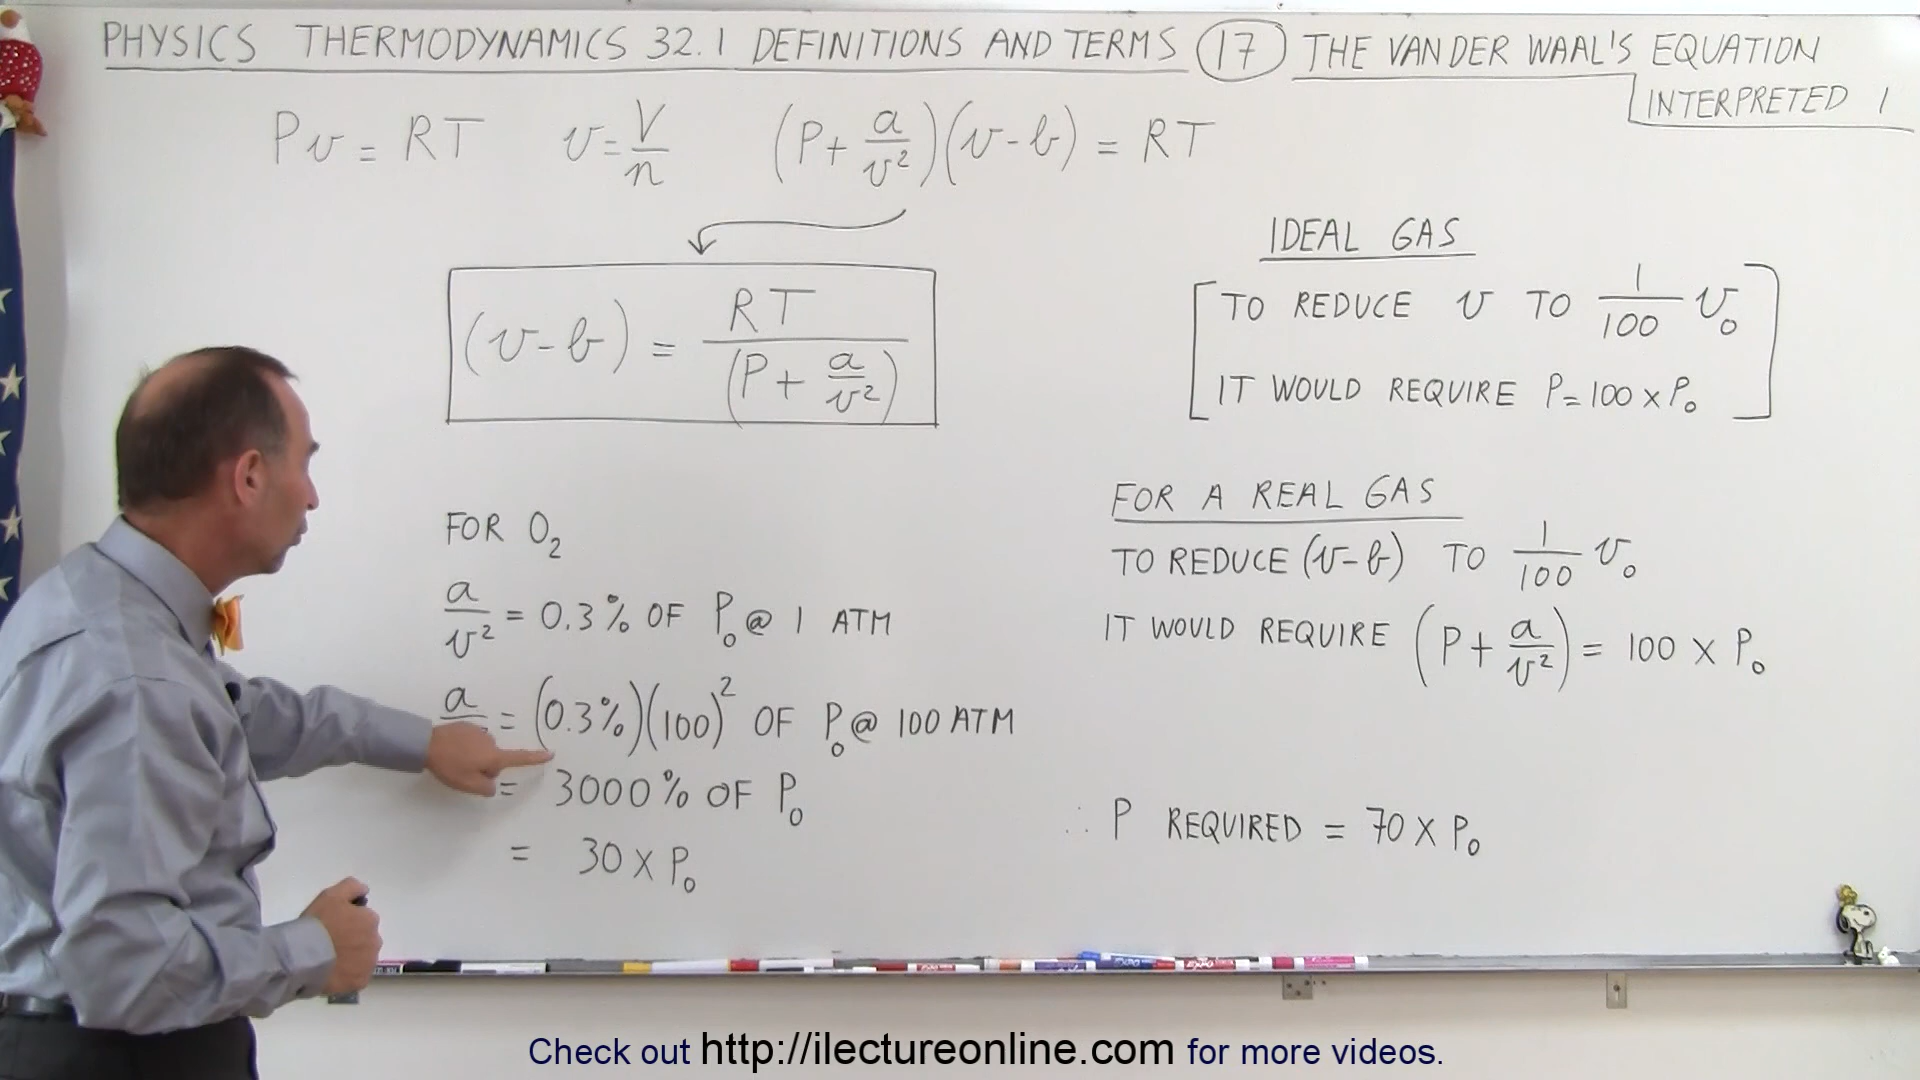 PHYSICS THERMODYNAMICS 32.1 DEFINITIONS AND TERMS (17) THE VAN DER WAAL'S EQUATION
INTERPRETED 1
Pv = RT   v = V/n   (P + a/v²)(v-b) = RT
(v-b) = RT/(P + a/v²)
FOR O₂
a/v² = 0.3% OF P₀ @ 1 ATM
a = (0.3%)(100)² OF P₀ @ 100 ATM
= 3000% OF P₀
= 30 x P₀
IDEAL GAS
[TO REDUCE v TO 1/100 v₀
IT WOULD REQUIRE P = 100 x P₀]
FOR A REAL GAS
TO REDUCE (v-b) TO 1/100 v₀
IT WOULD REQUIRE (P + a/v²) = 100 x P₀
∴ P REQUIRED = 70 x P₀
Check out http://ilectureonline.com for more videos.